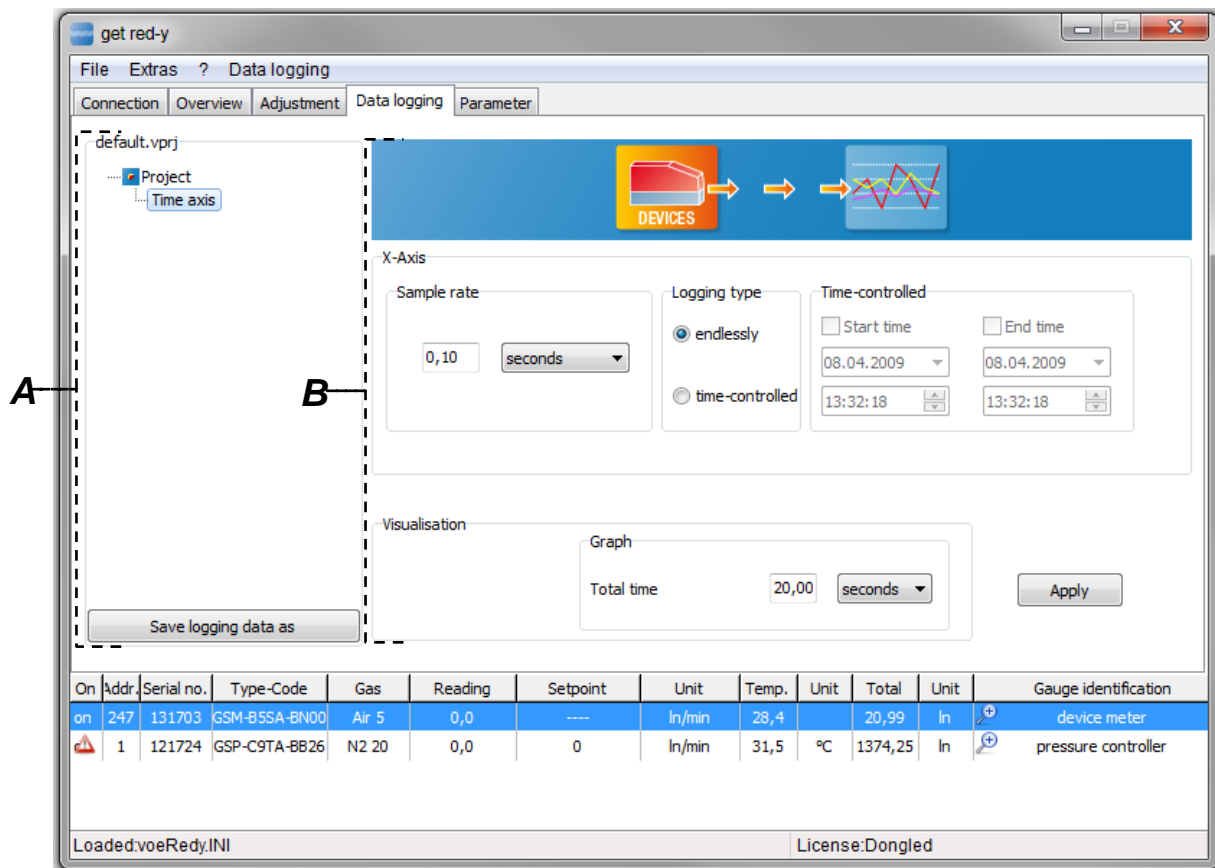 get red-y
File Extras ? Data logging
Connection Overview Adjustment Data logging Parameter
default.vprj
Project
Time axis
DEVICES
X-Axis
Sample rate
0,10 seconds
Logging type
endlessly
time-controlled
Time-controlled
Start time End time
08.04.2009 08.04.2009
13:32:18 13:32:18
A
B
Visualisation
Graph
Total time 20,00 seconds
Apply
Save logging data as
On Addr. Serial no. Type-Code Gas Reading Setpoint Unit Temp. Unit Total Unit Gauge identification
on 247 131703 GSM-B5SA-BN00 Air 5 0,0 ---- ln/min 28,4 20,99 ln device meter
1 121724 GSP-C9TA-BB26 N2 20 0,0 0 ln/min 31,5 °C 1374,25 ln pressure controller
Loaded:voeRedy.INI License:Dongled